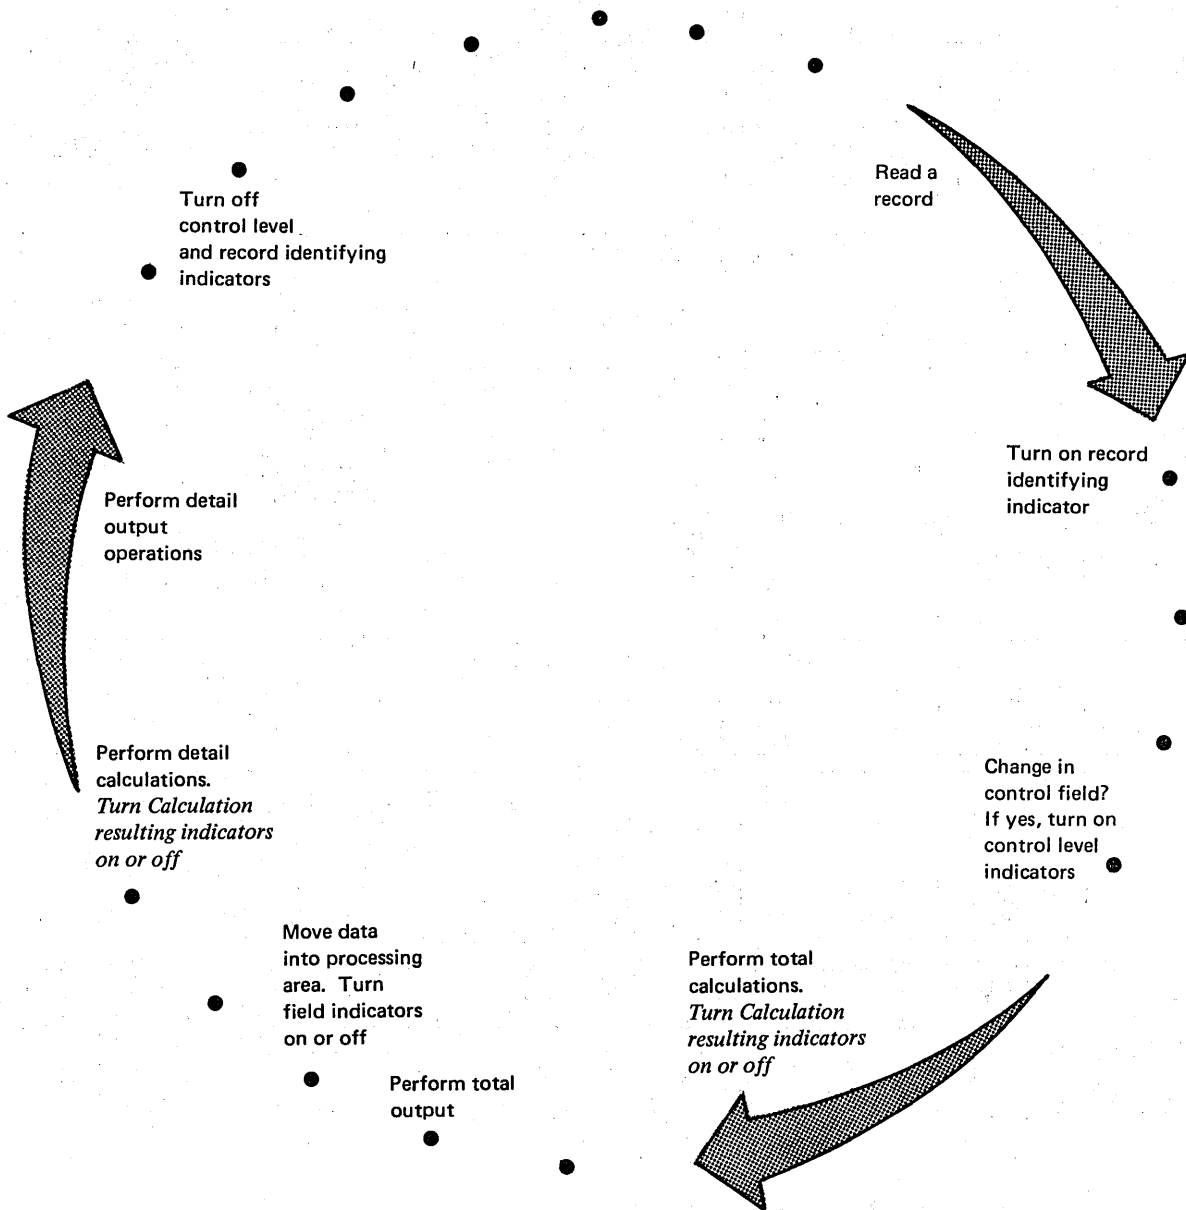 Read a
record
Turn on record
identifying
indicator
Change in
control field?
If yes, turn on
control level
indicators
Perform total
calculations.
Turn Calculation
resulting indicators
on or off
Perform total
output
Move data
into processing
area. Turn
field indicators
on or off
Perform detail
calculations.
Turn Calculation
resulting indicators
on or off
Perform detail
output
operations
Turn off
control level
and record identifying
indicators